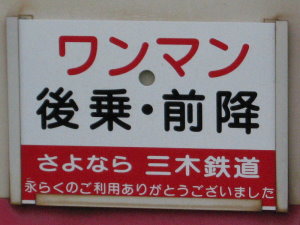 ワンマン
後乗・前降
さよなら 三木鉄道
永らくのご利用ありがとうございました